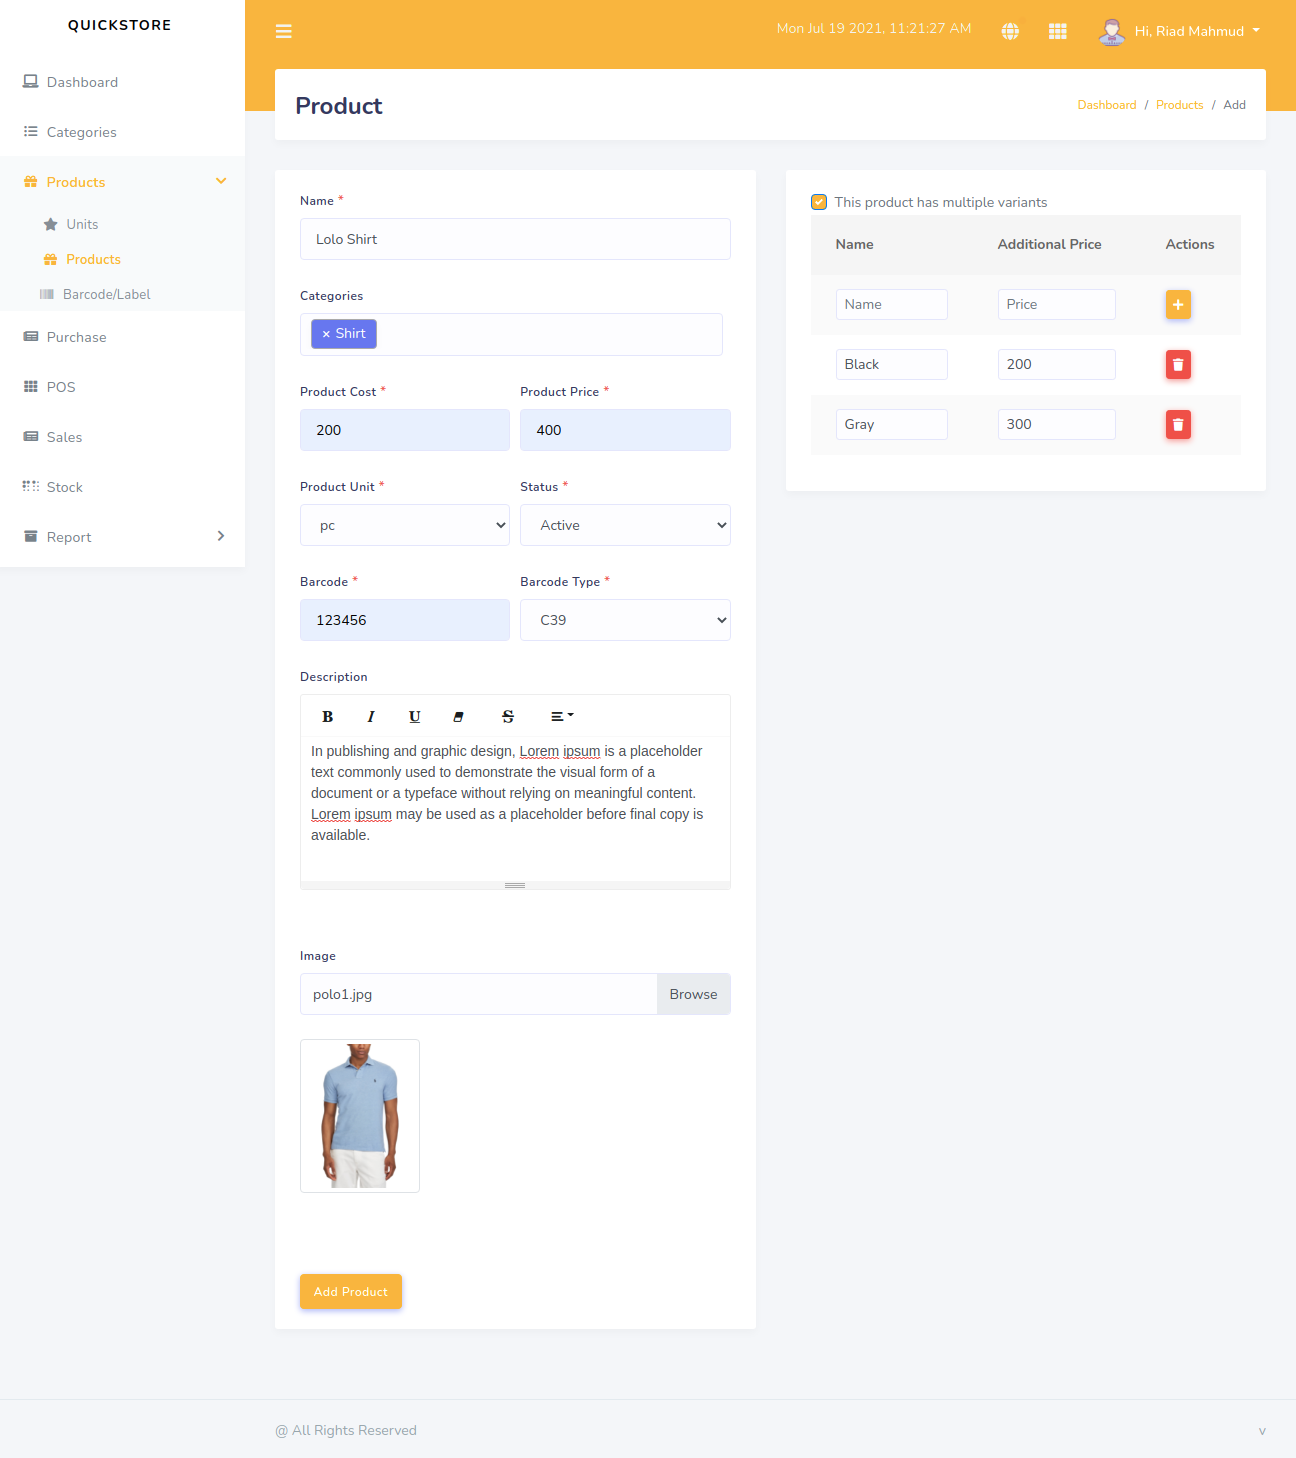 QUICKSTORE
Mon Jul 19 2021, 11:21:27 AM
Hi, Riad Mahmud
Dashboard
Categories
Products
Units
Products
Barcode/Label
Purchase
POS
Sales
Stock
Report
Product
Dashboard / Products / Add
Name *
Lolo Shirt
Categories
× Shirt
Product Cost * Product Price *
200 400
Product Unit * Status *
pc Active
Barcode * Barcode Type *
123456 C39
Description
B I U S
In publishing and graphic design, Lorem ipsum is a placeholder
text commonly used to demonstrate the visual form of a
document or a typeface without relying on meaningful content.
Lorem ipsum may be used as a placeholder before final copy is
available.
Image
polo1.jpg Browse
Add Product
This product has multiple variants
Name Additional Price Actions
Name Price
Black 200
Gray 300
@ All Rights Reserved v